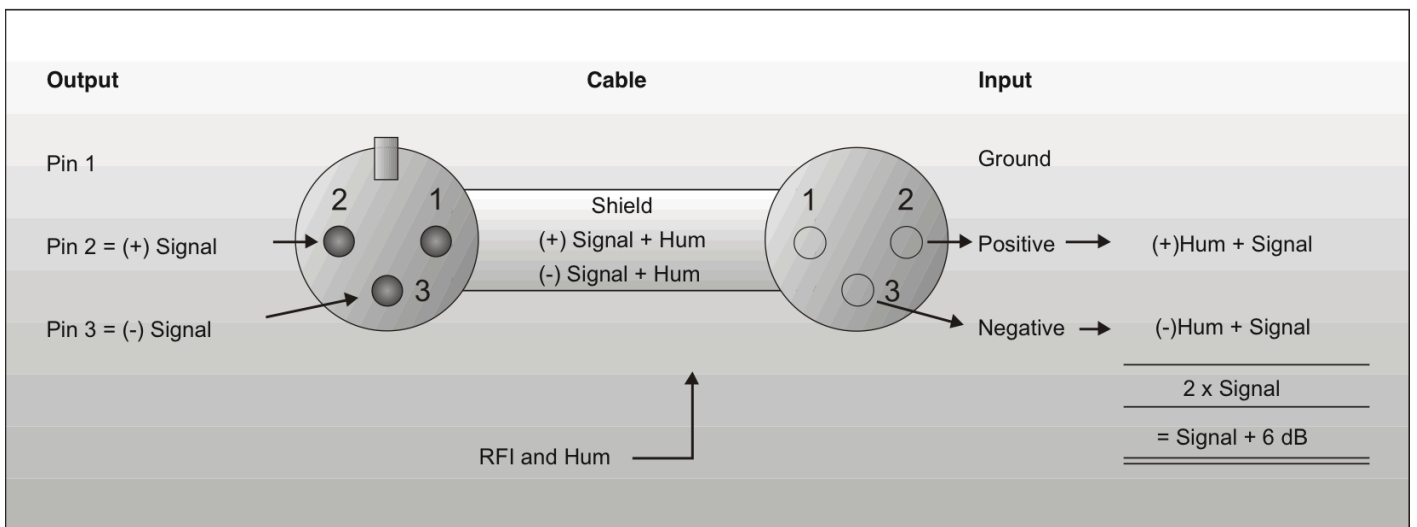 Output
Cable
Input
Pin 1
Ground
2
1
Shield
1
2
Pin 2 = (+) Signal
(+) Signal + Hum
Positive
(+)Hum + Signal
(-) Signal + Hum
3
3
Pin 3 = (-) Signal
Negative
(-)Hum + Signal
2 x Signal
= Signal + 6 dB
RFI and Hum